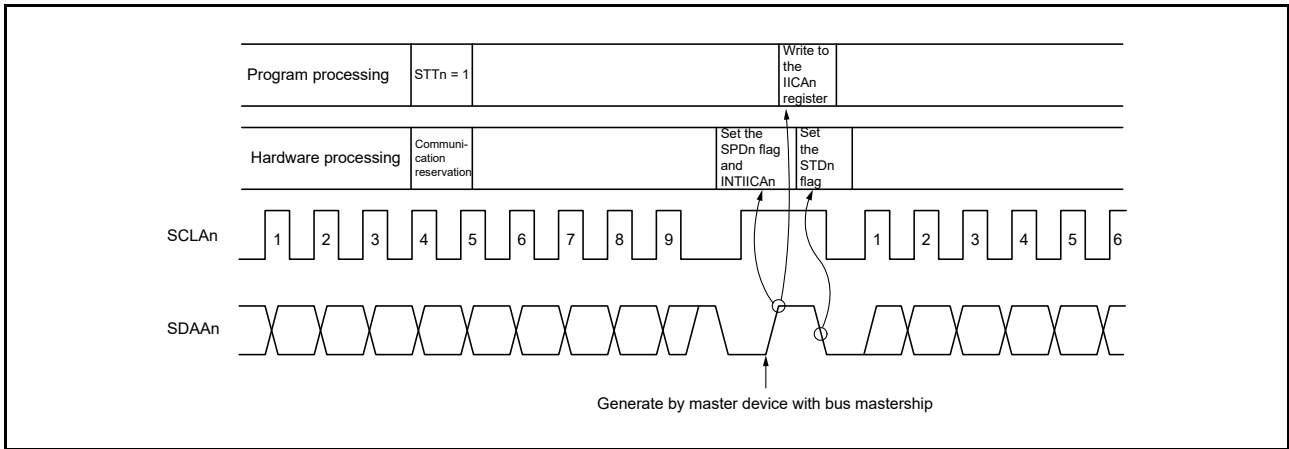 Program processing
STTn = 1
Write to
the
IICAn
register
Hardware processing
Communi-
cation
reservation
Set the
SPDn flag
and
INTIICAn
Set
the
STDn
flag
SCLAn
1 2 3 4 5 6 7 8 9 1 2 3 4 5 6
SDAAn
Generate by master device with bus mastership